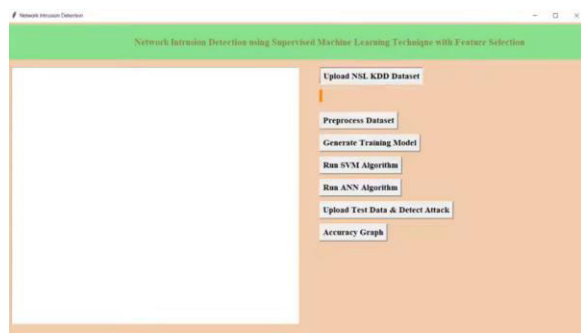 Network Intrusion Detection
Network Intrusion Detection using Supervised Machine Learning Technique with Feature Selection
Upload NSL KDD Dataset
Preprocess Dataset
Generate Training Model
Run SVM Algorithm
Run ANN Algorithm
Upload Test Data & Detect Attack
Accuracy Graph